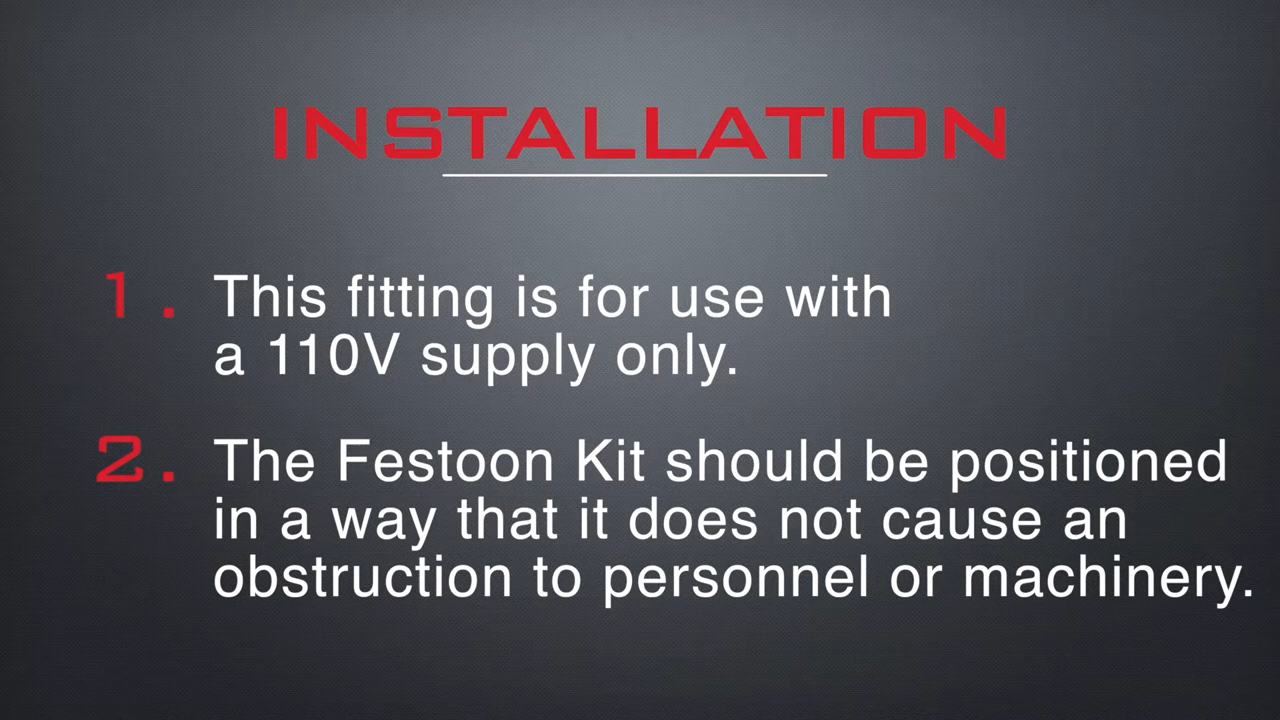 INSTALLATION
1. This fitting is for use with
a 110V supply only.
2. The Festoon Kit should be positioned
in a way that it does not cause an
obstruction to personnel or machinery.